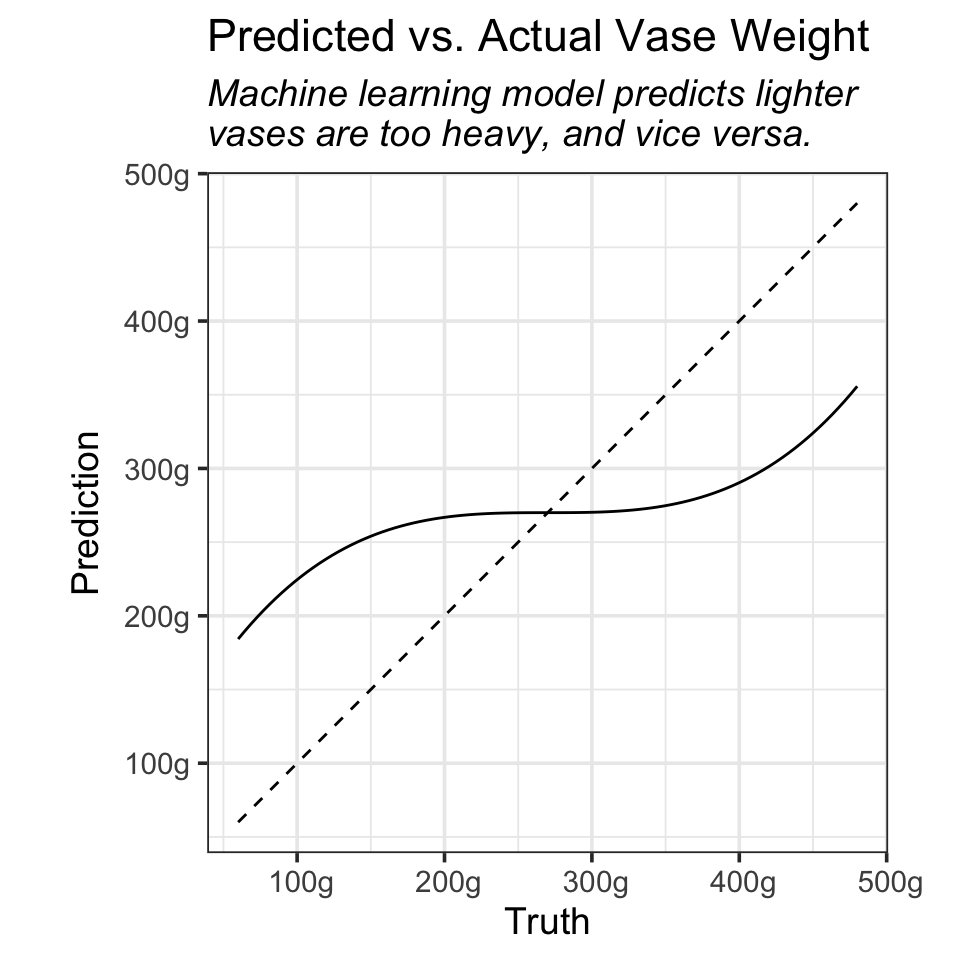 Predicted vs. Actual Vase Weight
Machine learning model predicts lighter
vases are too heavy, and vice versa.
500g
400g
300g
200g
100g
Prediction
100g
200g
300g
400g
500g
Truth